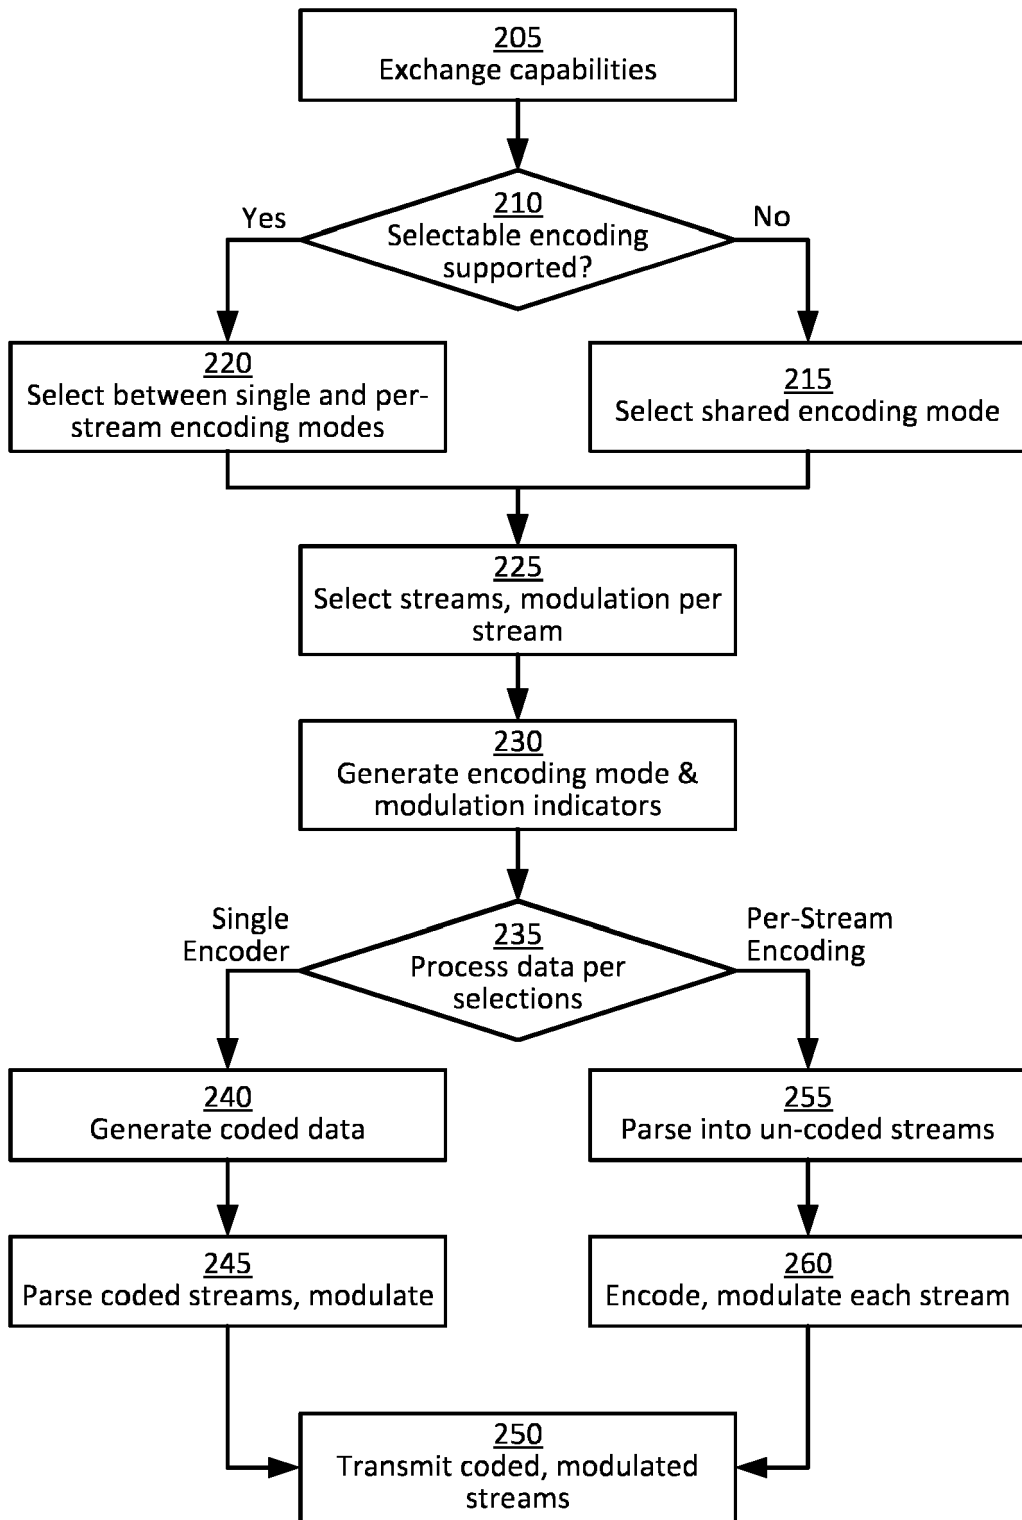 205
Exchange capabilities
210
Selectable encoding
supported?
Yes
No
220
Select between single and per-
stream encoding modes
215
Select shared encoding mode
225
Select streams, modulation per
stream
230
Generate encoding mode &
modulation indicators
235
Process data per
selections
Single
Encoder
Per-Stream
Encoding
240
Generate coded data
255
Parse into un-coded streams
245
Parse coded streams, modulate
260
Encode, modulate each stream
250
Transmit coded, modulated
streams